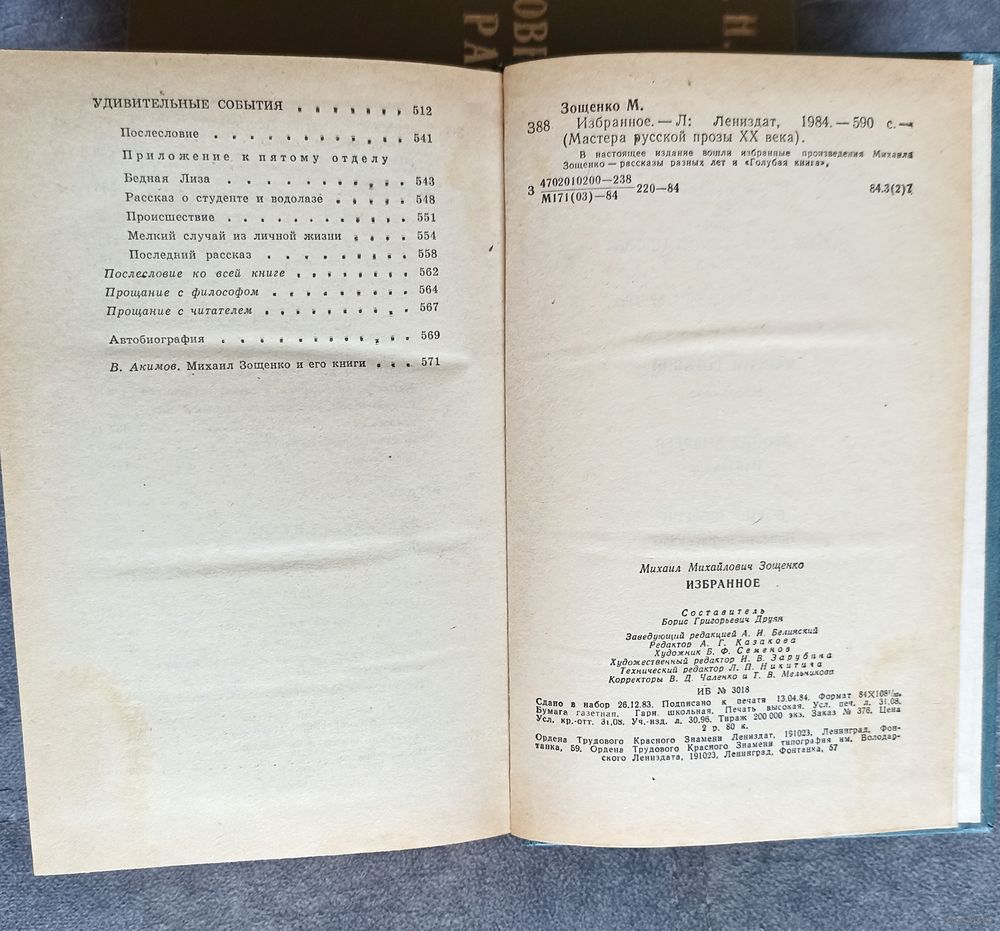 ОВИ
РА
Н.
УДИВИТЕЛЬНЫЕ СОБЫТИЯ . . . . . . 512
Послесловие . . . . . . . . . . . 541
Приложение к пятому отделу
Бедная Лиза . . . . . . . . . . 543
Рассказ о студенте и водолазе . . . . . 548
Происшествие . . . . . . . . . . 551
Мелкий случай из личной жизни . . . . 554
Последний рассказ . . . . . . . . 558
Послесловие ко всей книге . . . . . . . 562
Прощание с философом . . . . . . . . 564
Прощание с читателем . . . . . . . . 567
Автобиография . . . . . . . . . . 569
В. Акимов. Михаил Зощенко и его книги . . . 571
Зощенко М.
З88 Избранное. — Л: Лениздат, 1984. — 590 с. —
(Мастера русской прозы XX века).
В настоящее издание вошли избранные произведения Михаила
Зощенко — рассказы разных лет и «Голубая книга».
З 4702010200—238
М171(03)—84 220—84 84.3(2)7
Михаил Михайлович Зощенко
ИЗБРАННОЕ
Составитель
Борис Григорьевич Друян
Заведующий редакцией А. И. Белинский
Редактор А. Г. Казакова
Художник Б. Ф. Семенов
Художественный редактор И. В. Зарубина
Технический редактор Л. П. Никитина
Корректоры В. Д. Чаленко и Т. В. Мельникова
ИБ № 3018
Сдано в набор 26.12.83. Подписано к печати 13.04.84. Формат 84×108¹/₃₂.
Бумага газетная. Гарн. школьная. Печать высокая. Усл. печ. л. 31,08.
Усл. кр.-отт. 31,08. Уч.-изд. л. 30,96. Тираж 200 000 экз. Заказ № 376. Цена
2 р. 80 к.
Ордена Трудового Красного Знамени Лениздат, 191023, Ленинград, Фон-
танка, 59. Ордена Трудового Красного Знамени типография им. Володар-
ского Лениздата, 191023, Ленинград, Фонтанка, 57